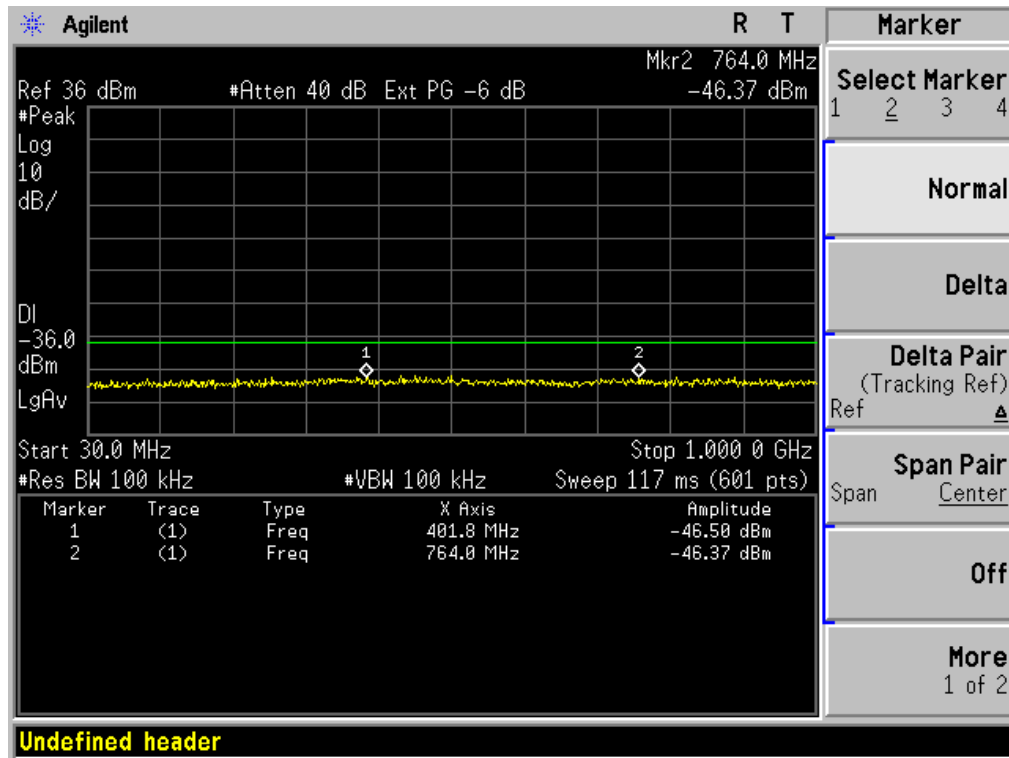 Agilent R T
Mkr2 764.0 MHz
Ref 36 dBm #Atten 40 dB Ext PG -6 dB -46.37 dBm
#Peak
Log
10
dB/
DI
-36.0
dBm
LgAv
1 2
Start 30.0 MHz Stop 1.000 0 GHz
#Res BW 100 kHz #VBW 100 kHz Sweep 117 ms (601 pts)
Marker Trace Type X Axis Amplitude
1 (1) Freq 401.8 MHz -46.50 dBm
2 (1) Freq 764.0 MHz -46.37 dBm
Undefined header
Marker
Select Marker
1 2 3 4
Normal
Delta
Delta Pair
(Tracking Ref)
Ref Δ
Span Pair
Span Center
Off
More
1 of 2